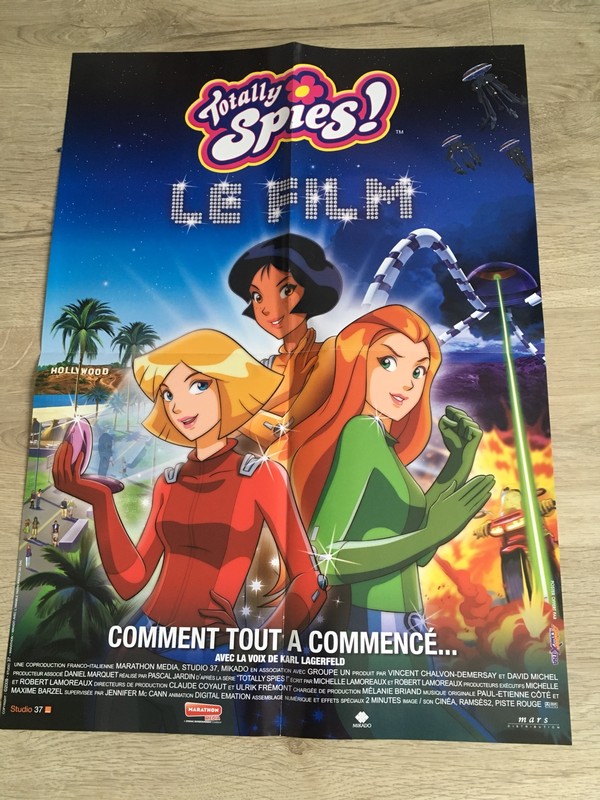 Totally
Spies!
TM
LE FILM
HOLLYWOOD
COMMENT TOUT A COMMENCÉ...
AVEC LA VOIX DE KARL LAGERFELD
UNE COPRODUCTION FRANCO-ITALIENNE MARATHON MEDIA, STUDIO 37, MIKADO EN ASSOCIATION AVEC GROUPE UN PRODUIT PAR VINCENT CHALVON-DEMERSAY ET DAVID MICHEL
PRODUCTEUR ASSOCIÉ DANIEL MARQUET RÉALISÉ PAR PASCAL JARDIN D'APRÈS LA SÉRIE "TOTALLY SPIES!" ÉCRIT PAR MICHELLE LAMOREAUX ET ROBERT LAMOREAUX PRODUCTEURS EXÉCUTIFS MICHELLE
ET ROBERT LAMOREAUX DIRECTEURS DE PRODUCTION CLAUDE COYAUT ET ULRIK FRÉMONT CHARGÉE DE PRODUCTION MÉLANIE BRIAND MUSIQUE ORIGINALE PAUL-ETIENNE CÔTÉ ET
MAXIME BARZEL SUPERVISÉE PAR JENNIFER Mc CANN ANIMATION DIGITAL EMATION ASSEMBLAGE NUMÉRIQUE ET EFFETS SPÉCIAUX 2 MINUTES IMAGE / SON CINÉA, RAMSÈS2, PISTE ROUGE
Studio 37
MARATHON
MIKADO
mars
DISTRIBUTION